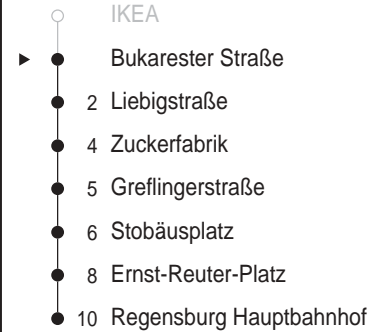 IKEA
Bukarester Straße
2 Liebigstraße
4 Zuckerfabrik
5 Greflingerstraße
6 Stobäusplatz
8 Ernst-Reuter-Platz
10 Regensburg Hauptbahnhof